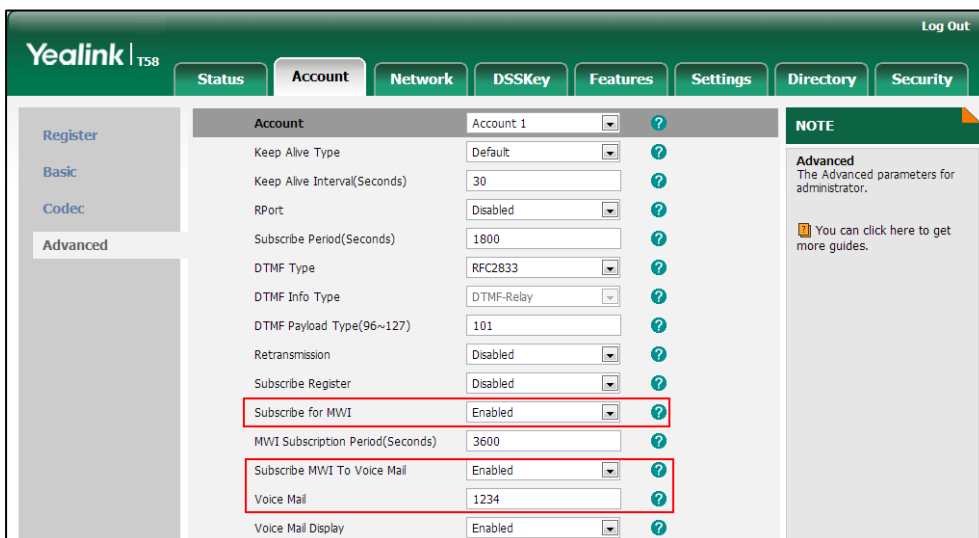 Log Out
Yealink T58
Status Account Network DSSKey Features Settings Directory Security
Register
Basic
Codec
Advanced
Account Account 1 ?
Keep Alive Type Default ?
Keep Alive Interval(Seconds) 30 ?
RPort Disabled ?
Subscribe Period(Seconds) 1800 ?
DTMF Type RFC2833 ?
DTMF Info Type DTMF-Relay ?
DTMF Payload Type(96~127) 101 ?
Retransmission Disabled ?
Subscribe Register Disabled ?
Subscribe for MWI Enabled ?
MWI Subscription Period(Seconds) 3600 ?
Subscribe MWI To Voice Mail Enabled ?
Voice Mail 1234 ?
Voice Mail Display Enabled ?
NOTE
Advanced
The Advanced parameters for
administrator.
? You can click here to get
more guides.